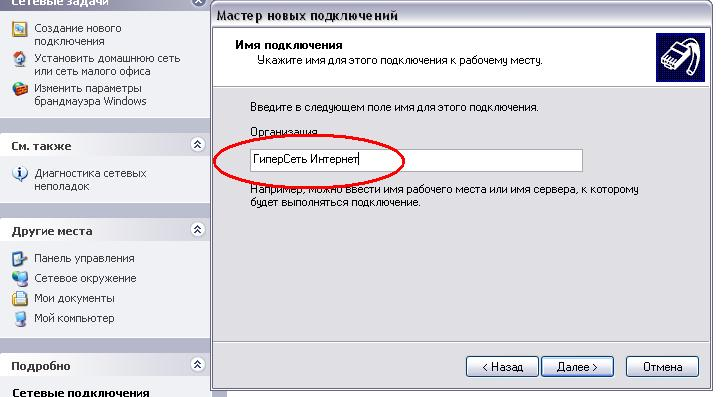 Сетевые задачи
Создание нового
подключения
Установить домашнюю сеть
или сеть малого офиса
Изменить параметры
брандмауэра Windows
См. также
Диагностика сетевых
неполадок
Другие места
Панель управления
Сетевое окружение
Мои документы
Мой компьютер
Подробно
Сетевые подключения
Мастер новых подключений
Имя подключения
Укажите имя для этого подключения к рабочему месту.
Введите в следующем поле имя для этого подключения.
Организация
ГиперСеть Интернет
Например, можно ввести имя рабочего места или имя сервера, к которому
будет выполняться подключение.
< Назад
Далее >
Отмена